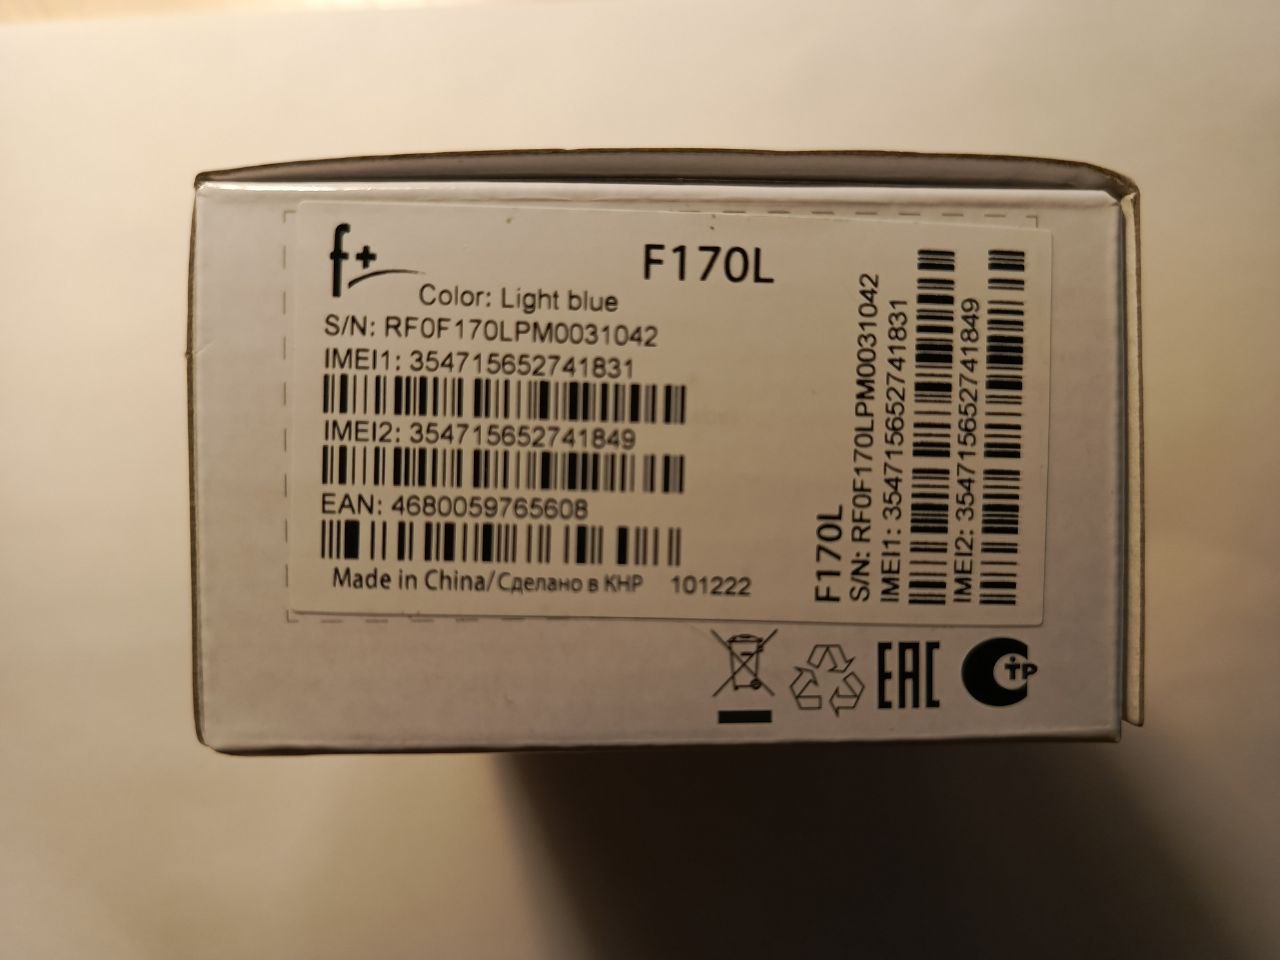 f+
F170L
Color: Light blue
S/N: RF0F170LPM0031042
IMEI1: 354715652741831
IMEI2: 354715652741849
EAN: 4680059765608
Made in China/Сделано в КНР 101222
F170L
S/N: RF0F170LPM0031042
IMEI1: 354715652741831
IMEI2: 354715652741849
EAC
СТР